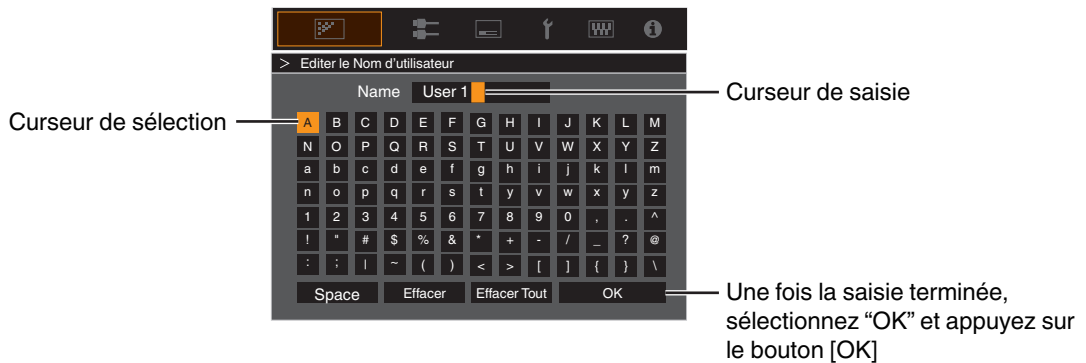 > Editer le Nom d’utilisateur
Name User 1
Curseur de saisie
Curseur de sélection
A B C D E F G H I J K L M
N O P Q R S T U V W X Y Z
a b c d e f g h i j k l m
n o p q r s t y v w x y z
1 2 3 4 5 6 7 8 9 0 , . ^
! " # $ % & * + - / _ ? @
: ; | ~ ( ) < > [ ] { } \
Space Effacer Effacer Tout OK
Une fois la saisie terminée,
sélectionnez “OK” et appuyez sur
le bouton [OK]